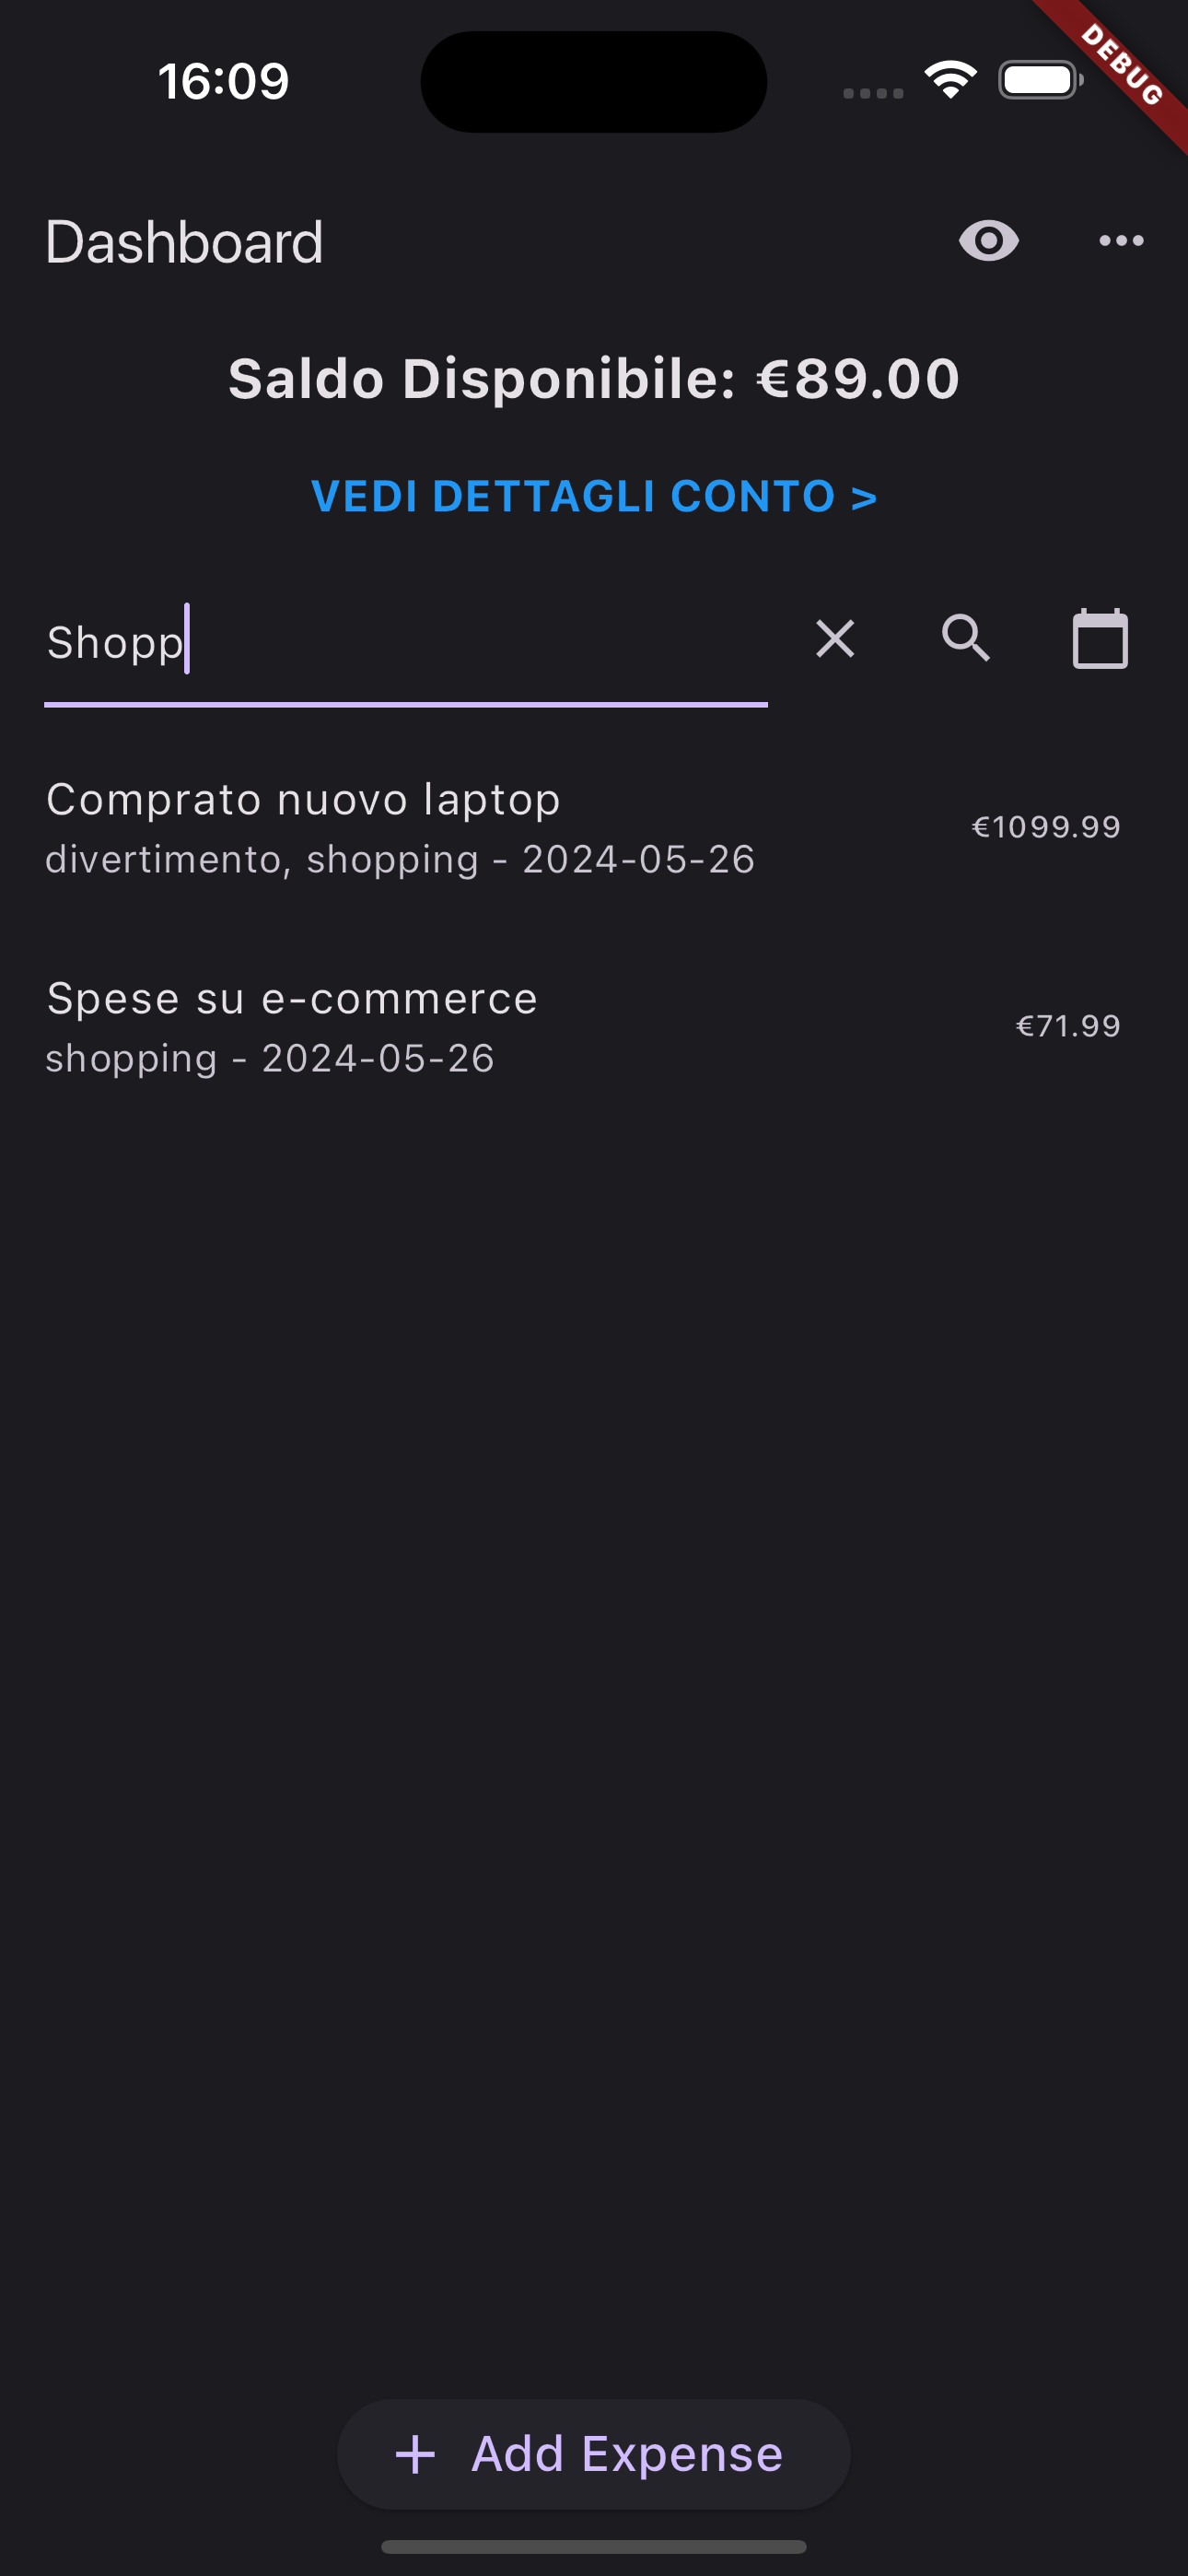 16:09
DEBUG
Dashboard
Saldo Disponibile: €89.00
VEDI DETTAGLI CONTO >
Shopp
Comprato nuovo laptop
divertimento, shopping - 2024-05-26
€1099.99
Spese su e-commerce
shopping - 2024-05-26
€71.99
+ Add Expense